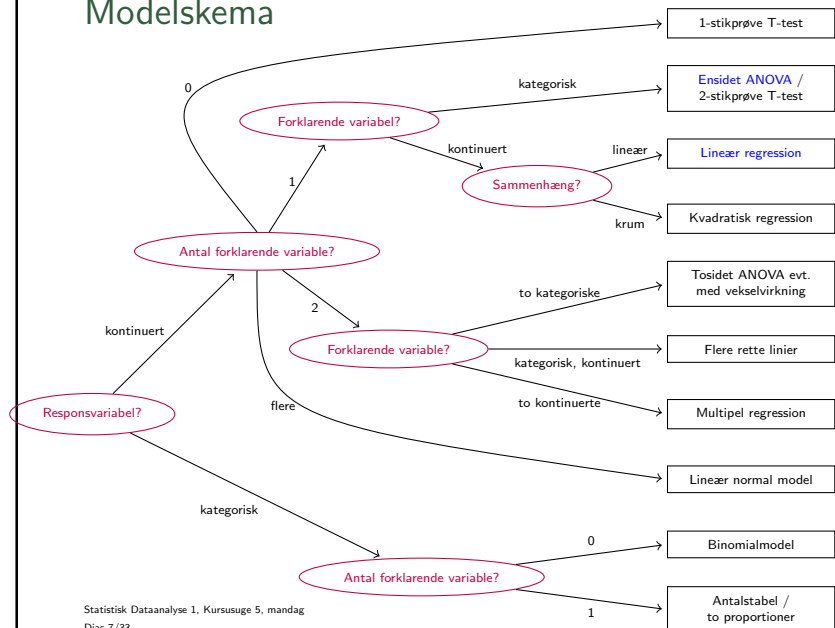 Modelskema
1-stikprøve T-test
0
Ensidet ANOVA /
2-stikprøve T-test
kategorisk
Forklarende variabel?
kontinuert
lineær
Lineær regression
1
Sammenhæng?
krum
Kvadratisk regression
Antal forklarende variable?
Tosidet ANOVA evt.
med vekselvirkning
to kategoriske
2
kontinuert
Forklarende variable?
kategorisk, kontinuert
Flere rette linier
to kontinuerte
flere
Responsvariabel?
Multipel regression
Lineær normal model
kategorisk
0
Binomialmodel
Antal forklarende variable?
1
Antalstabel /
to proportioner
Statistisk Dataanalyse 1, Kursusuge 5, mandag
Dias 7/33